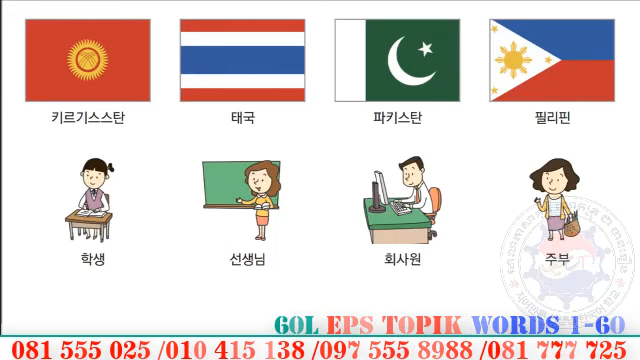 키르기스스탄 태국 파키스탄 필리핀
학생 선생님 회사원 주부
60L EPS TOPIK WORDS 1-60
081 555 025 /010 415 138 /097 555 8988 /081 777 725